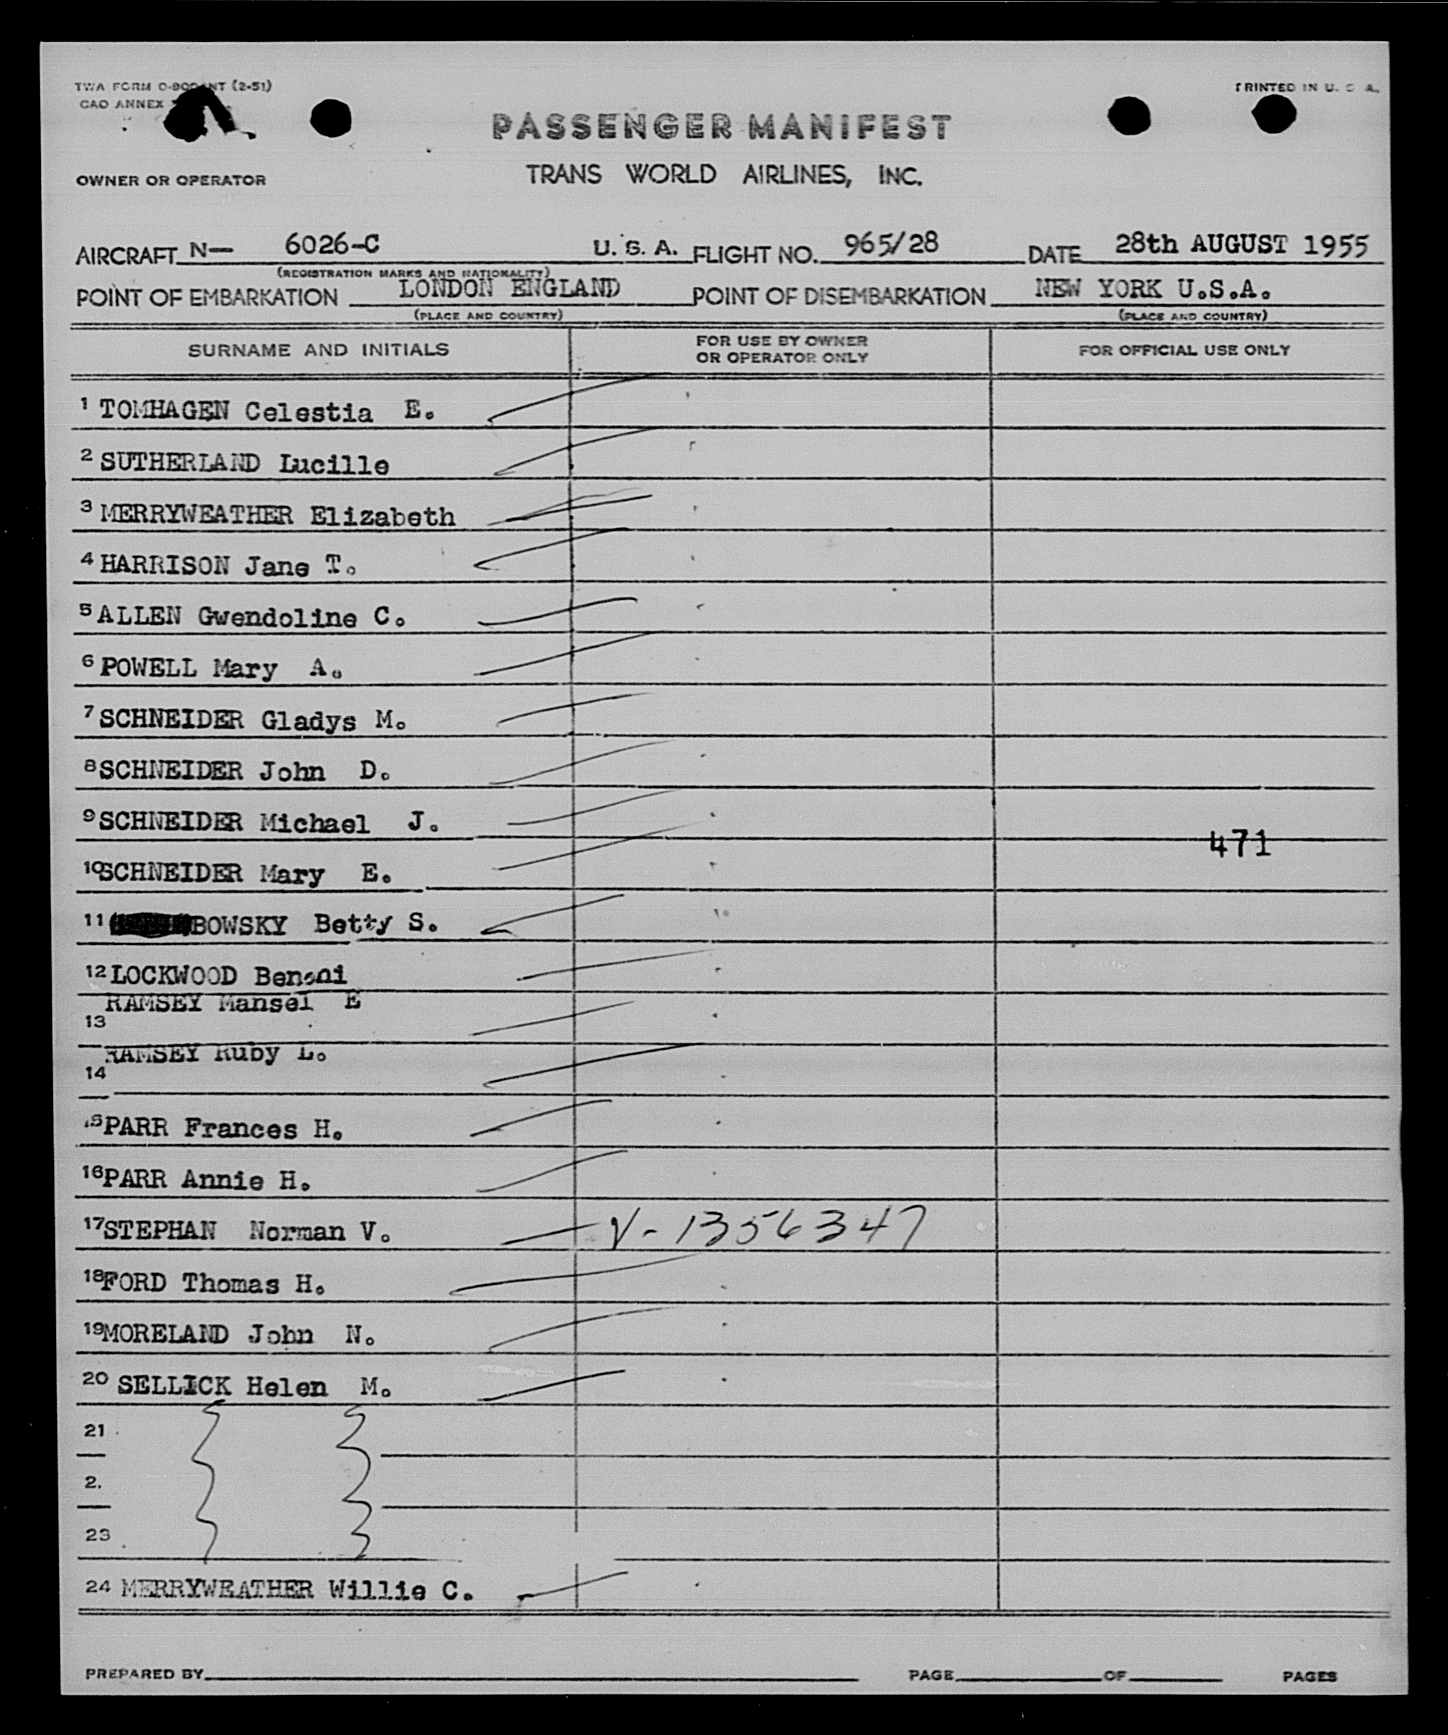 TWA FORM (2-51) PRINTED IN U. S. A.
CAO ANNEX
PASSENGER MANIFEST
OWNER OR OPERATOR TRANS WORLD AIRLINES, INC.
AIRCRAFT N— 6026-C U. S. A. FLIGHT NO. 965/28 DATE 28th AUGUST 1955
(REGISTRATION MARKS AND NATIONALITY)
POINT OF EMBARKATION LONDON ENGLAND POINT OF DISEMBARKATION NEW YORK U.S.A.
(PLACE AND COUNTRY) (PLACE AND COUNTRY)
SURNAME AND INITIALS FOR USE BY OWNER OR OPERATOR ONLY FOR OFFICIAL USE ONLY
1 TOMHAGEN Celestia E.
2 SUTHERLAND Lucille
3 MERRYWEATHER Elizabeth
4 HARRISON Jane T.
5 ALLEN Gwendoline C.
6 POWELL Mary A.
7 SCHNEIDER Gladys M.
8 SCHNEIDER John D.
9 SCHNEIDER Michael J.
471
10 SCHNEIDER Mary E.
11 BOWSKY Betty S.
12 LOCKWOOD Benoni
13 RAMSEY Mansel E
14 RAMSEY Ruby L.
15 PARR Frances H.
16 PARR Annie H.
17 STEPHAN Norman V. V-1356347
18 FORD Thomas H.
19 MORELAND John N.
20 SELLICK Helen M.
21
2.
23
24 MERRYWEATHER Willie C.
PREPARED BY PAGE OF PAGES